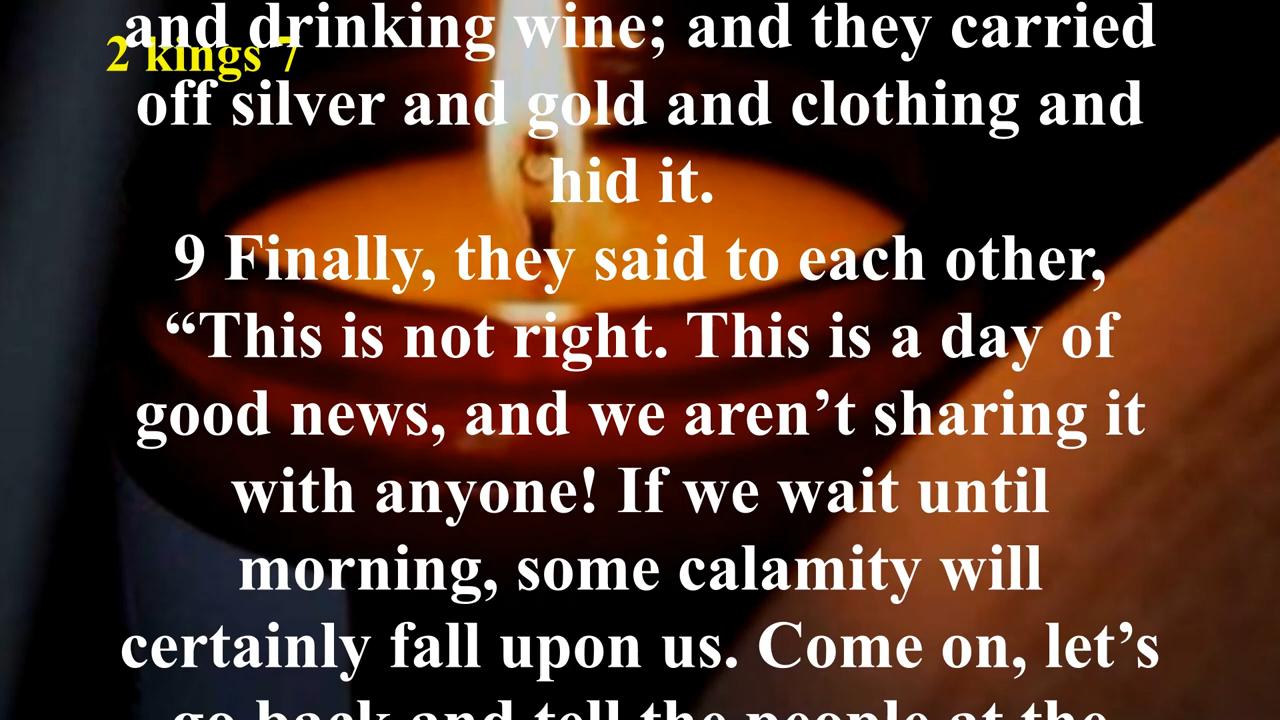 2 kings 7
and drinking wine; and they carried
off silver and gold and clothing and
hid it.
9 Finally, they said to each other,
“This is not right. This is a day of
good news, and we aren’t sharing it
with anyone! If we wait until
morning, some calamity will
certainly fall upon us. Come on, let’s
go back and tell the people at the